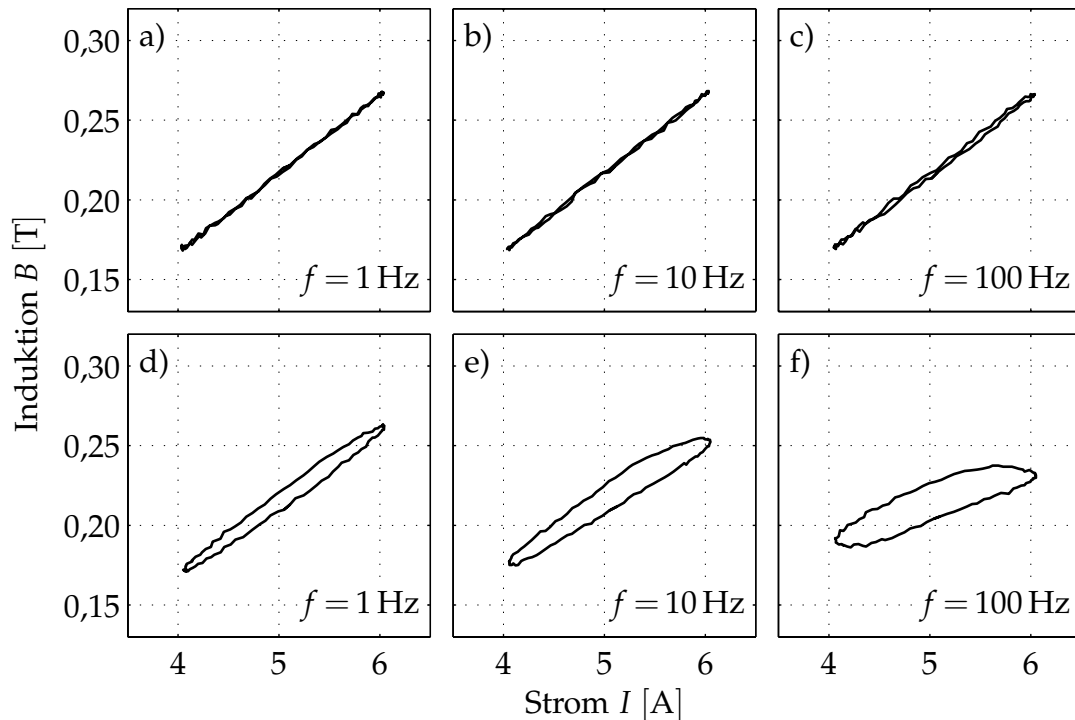 a)
b)
c)
0,30
0,25
0,20
0,15
f = 1 Hz
f = 10 Hz
f = 100 Hz
Induktion B [T]
d)
e)
f)
0,30
0,25
0,20
0,15
f = 1 Hz
f = 10 Hz
f = 100 Hz
4 5 6
4 5 6
4 5 6
Strom I [A]